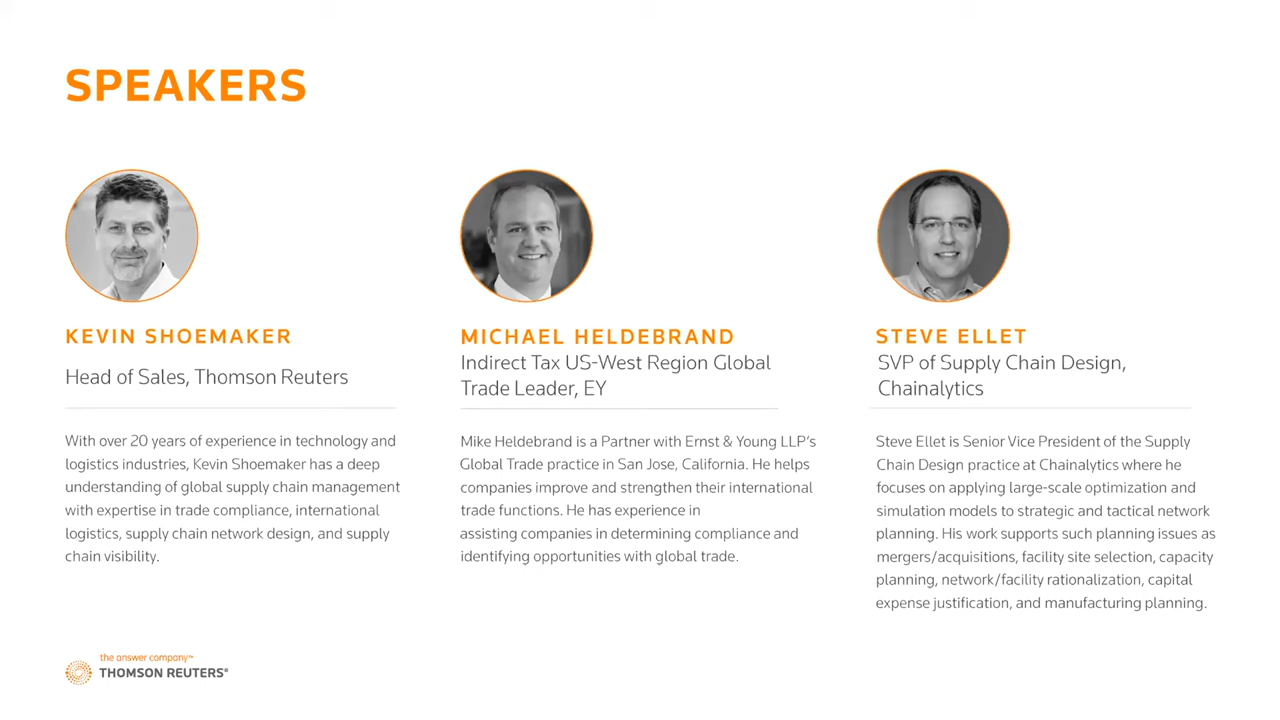 SPEAKERS
KEVIN SHOEMAKER
Head of Sales, Thomson Reuters
With over 20 years of experience in technology and
logistics industries, Kevin Shoemaker has a deep
understanding of global supply chain management
with expertise in trade compliance, international
logistics, supply chain network design, and supply
chain visibility.
MICHAEL HELDEBRAND
Indirect Tax US-West Region Global
Trade Leader, EY
Mike Heldebrand is a Partner with Ernst & Young LLP's
Global Trade practice in San Jose, California. He helps
companies improve and strengthen their international
trade functions. He has experience in
assisting companies in determining compliance and
identifying opportunities with global trade.
STEVE ELLET
SVP of Supply Chain Design,
Chainalytics
Steve Ellet is Senior Vice President of the Supply
Chain Design practice at Chainalytics where he
focuses on applying large-scale optimization and
simulation models to strategic and tactical network
planning. His work supports such planning issues as
mergers/acquisitions, facility site selection, capacity
planning, network/facility rationalization, capital
expense justification, and manufacturing planning.
the answer company™
THOMSON REUTERS®